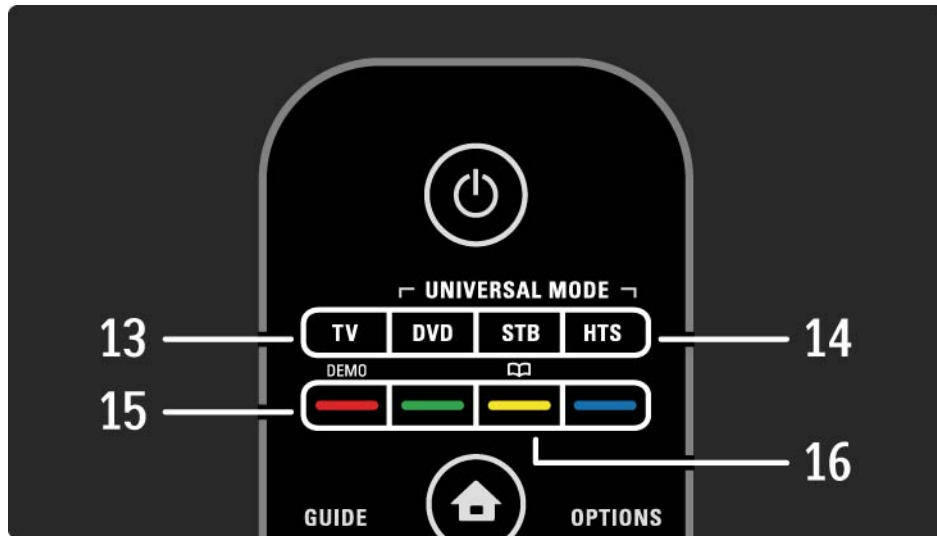 UNIVERSAL MODE
13 TV DVD STB HTS 14
DEMO
15
16
GUIDE OPTIONS